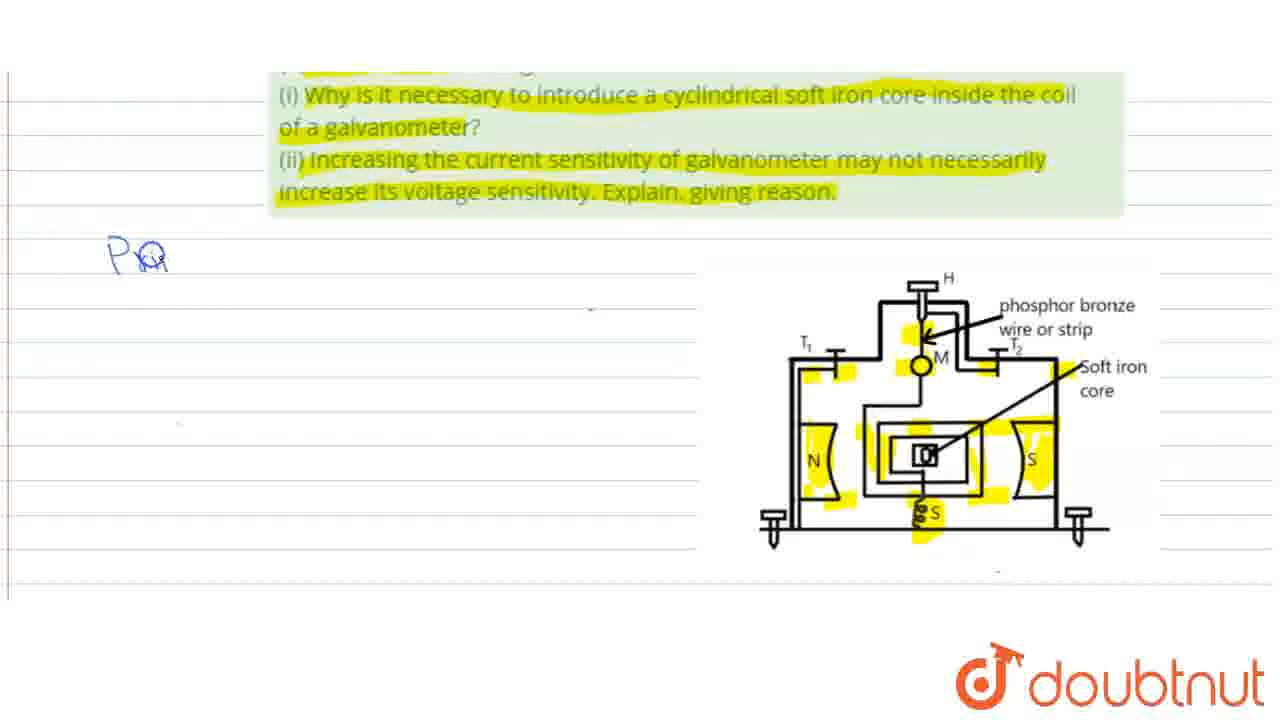 (i) Why is it necessary to introduce a cyclindrical soft iron core inside the coil
of a galvanometer?
(ii) Increasing the current sensitivity of galvanometer may not necessarily
increase its voltage sensitivity. Explain, giving reason.
H
phosphor bronze
wire or strip
T1
M
T2
Soft iron
core
N
S
S
doubtnut